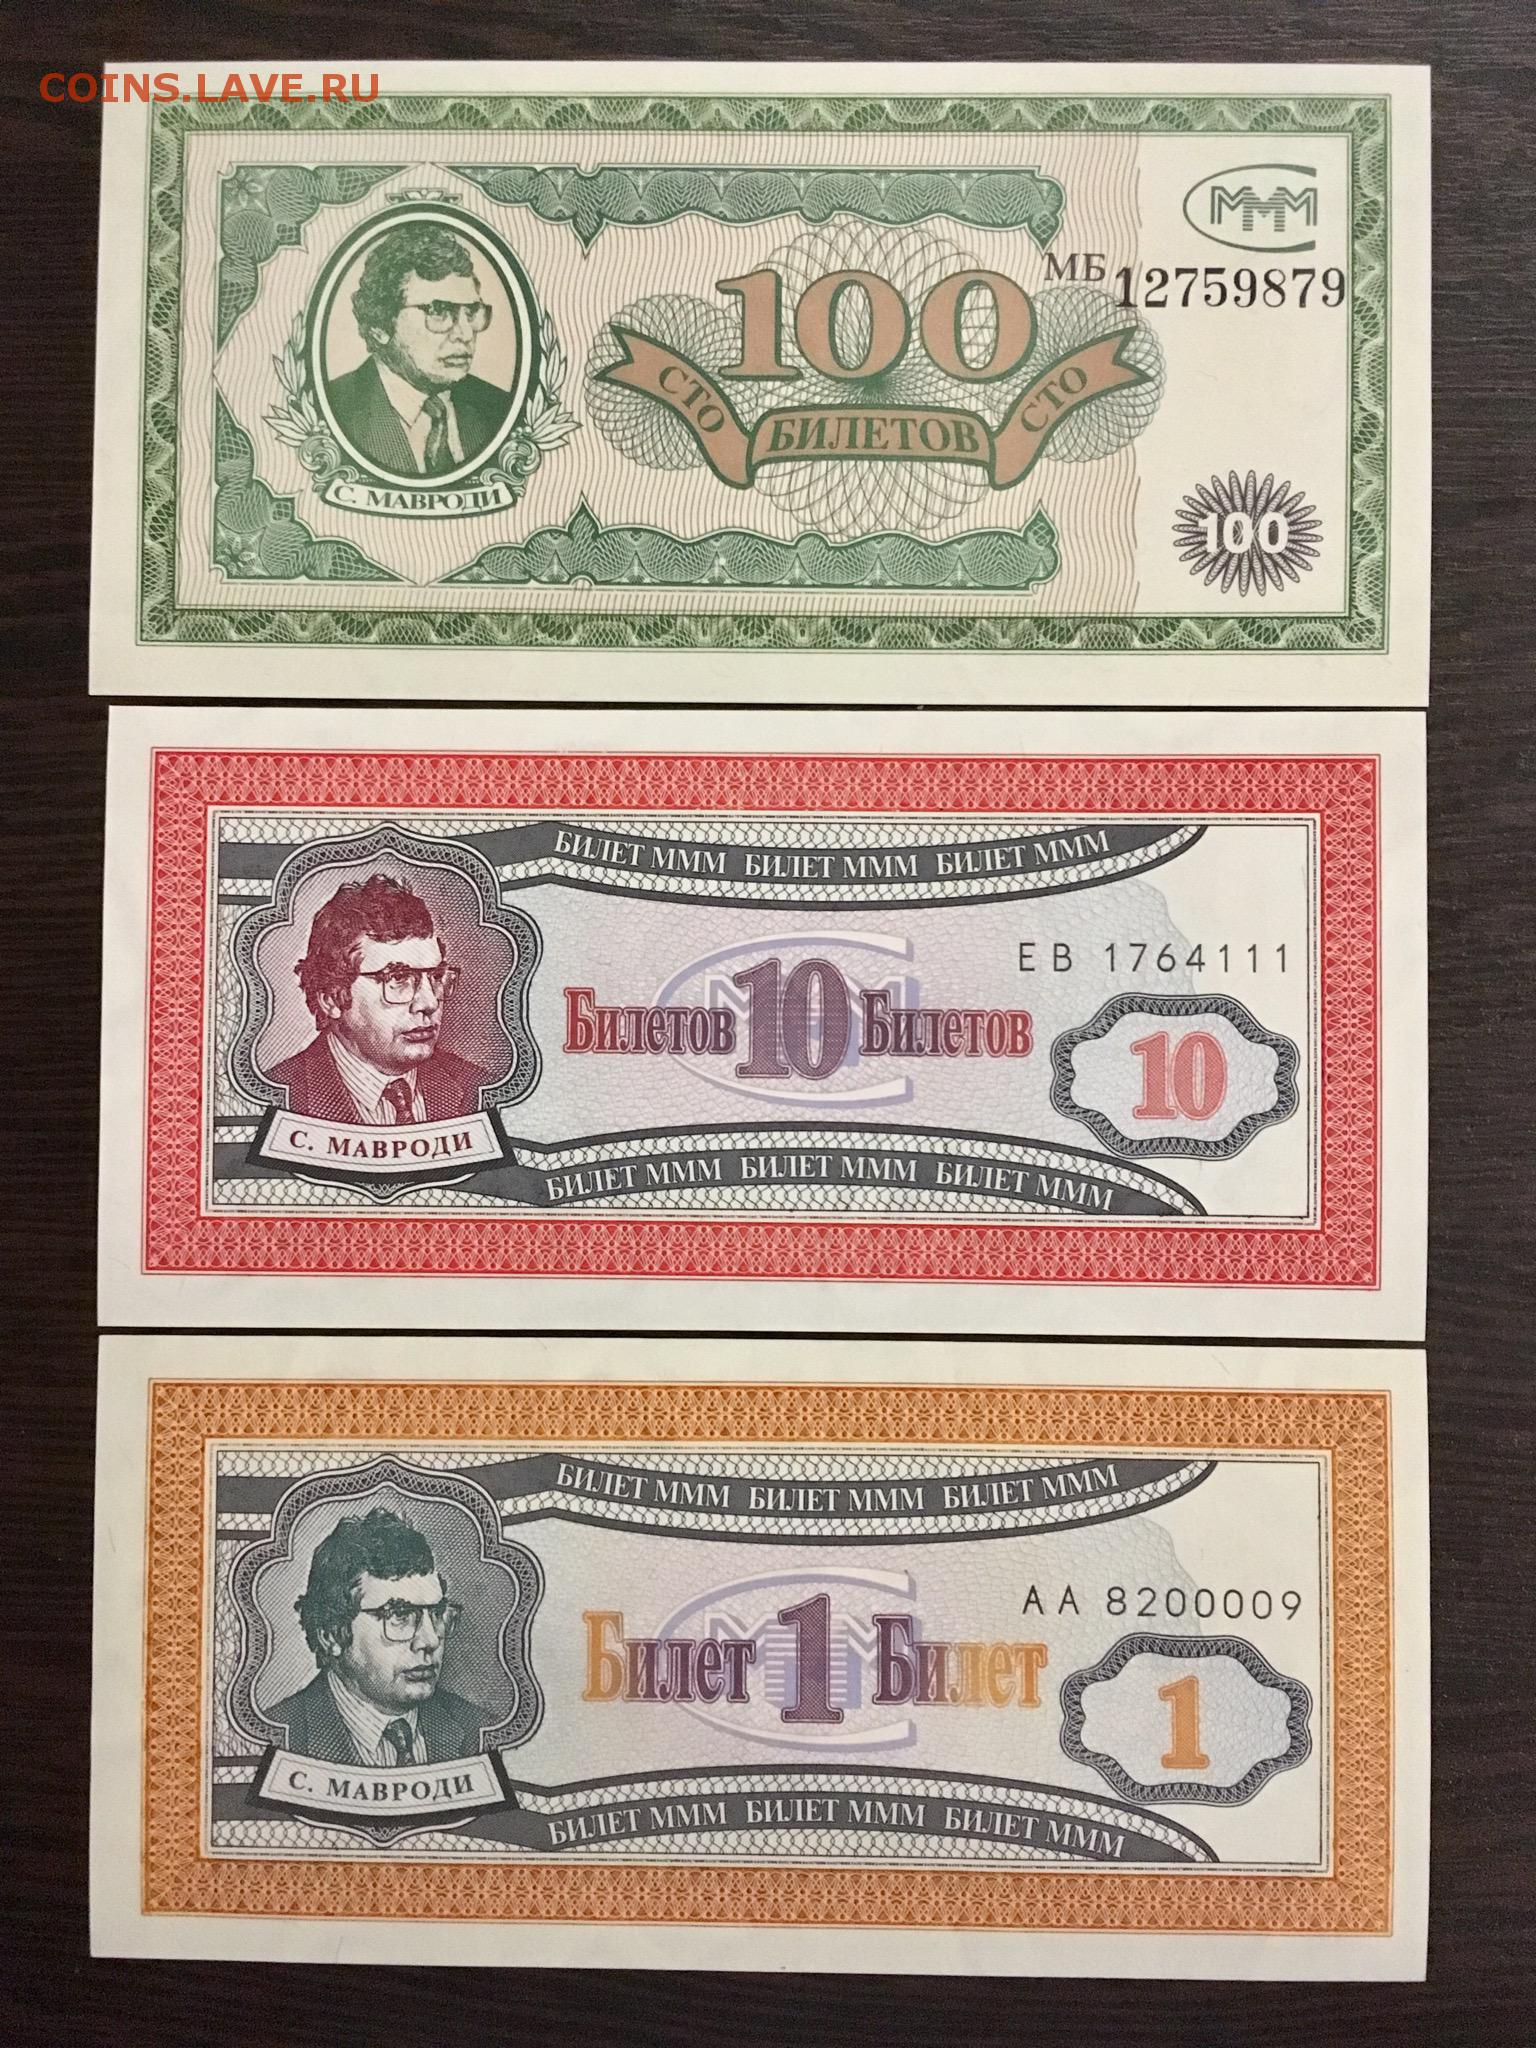 COINS.LAVE.RU
МММ
МБ 12759879
100
СТО БИЛЕТОВ СТО
С. МАВРОДИ
100
БИЛЕТ МММ БИЛЕТ МММ БИЛЕТ МММ
ЕВ 1764111
МММ
Билетов 10 Билетов
10
С. МАВРОДИ
БИЛЕТ МММ БИЛЕТ МММ БИЛЕТ МММ
БИЛЕТ МММ БИЛЕТ МММ БИЛЕТ МММ
АА 8200009
МММ
Билет 1 Билет
1
С. МАВРОДИ
БИЛЕТ МММ БИЛЕТ МММ БИЛЕТ МММ